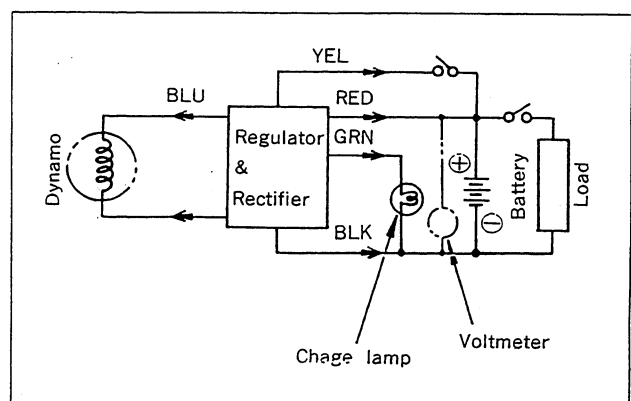 YEL
BLU
RED
Regulator
&
Rectifier
GRN
Dynamo
⊕
⊖
Battery
Load
BLK
Voltmeter
Chage lamp